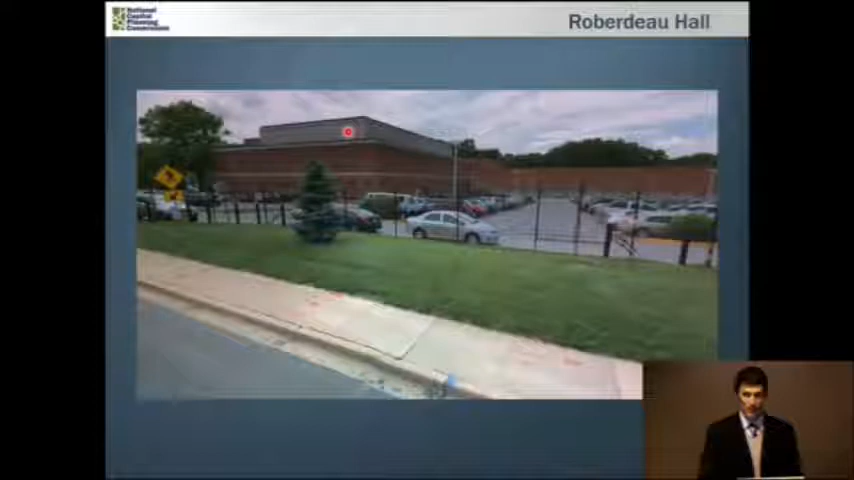 National
Capital
Planning
Commission
Roberdeau Hall